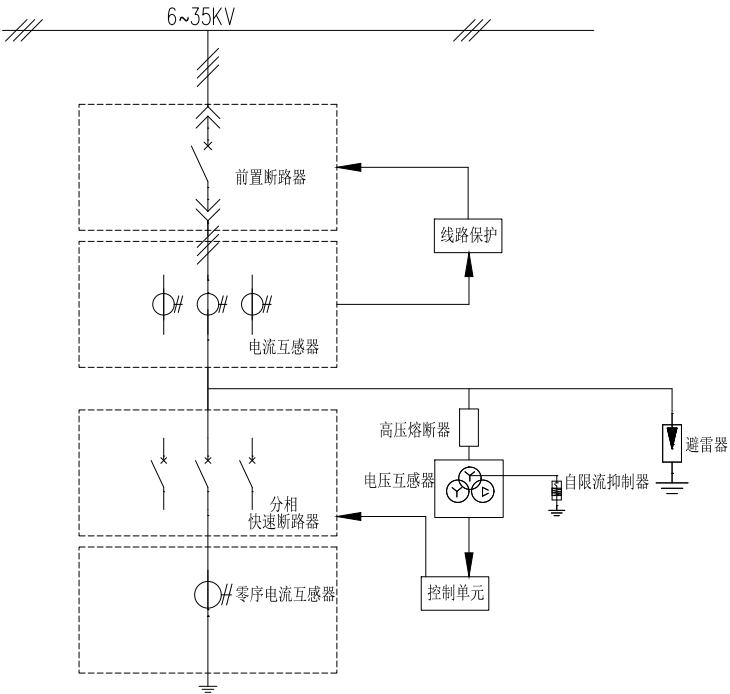 6~35KV
前置断路器
线路保护
电流互感器
高压熔断器
避雷器
电压互感器
自限流抑制器
分相
快速断路器
控制单元
零序电流互感器